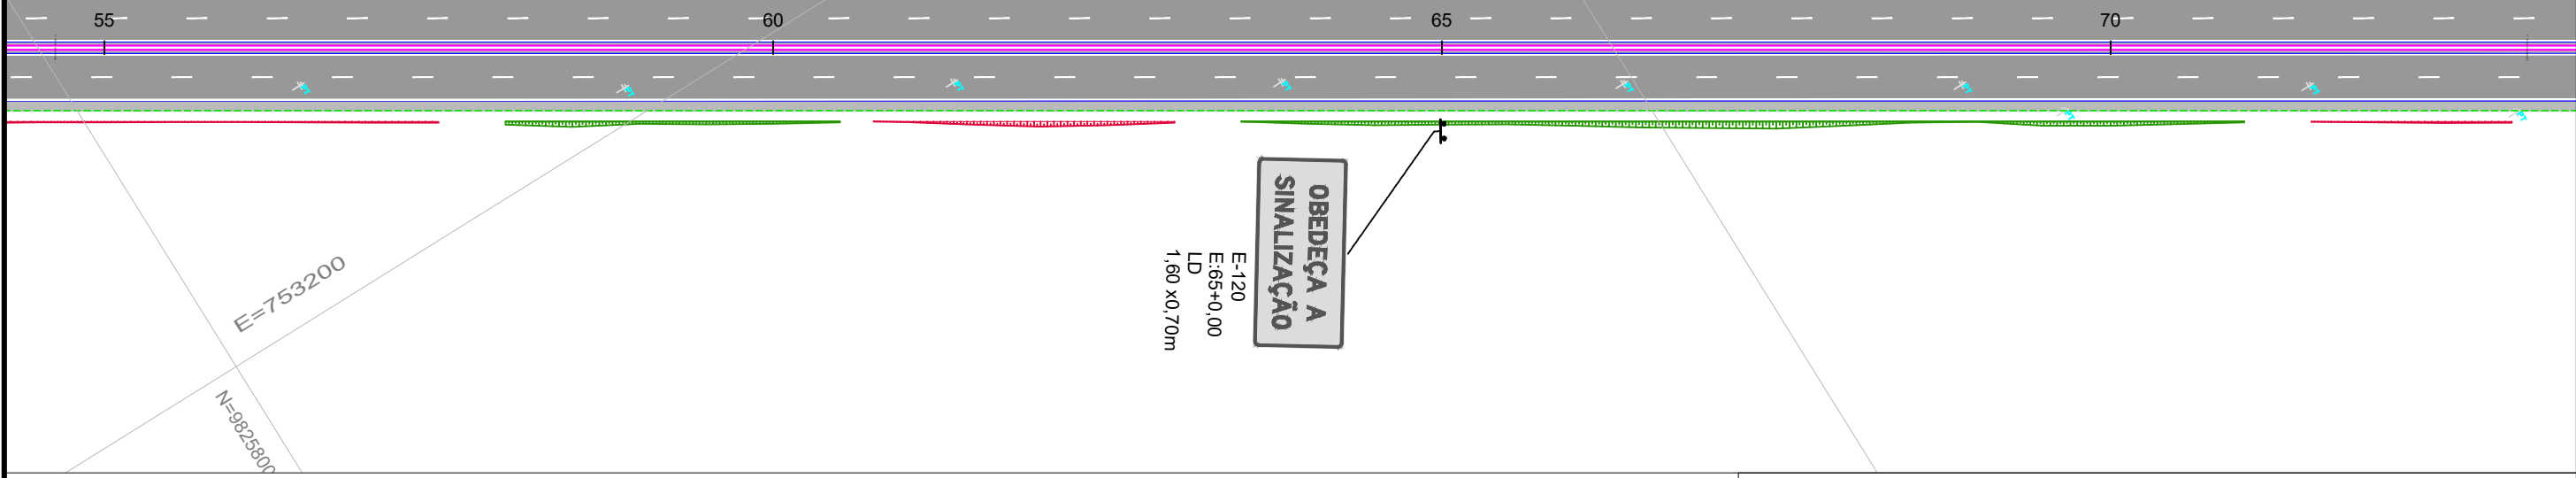 55
60
65
70
OBEDEÇA A
SINALIZAÇÃO
E-120
E:65+0,00
LD
1,60 x0,70m
E=753200
N=9825800